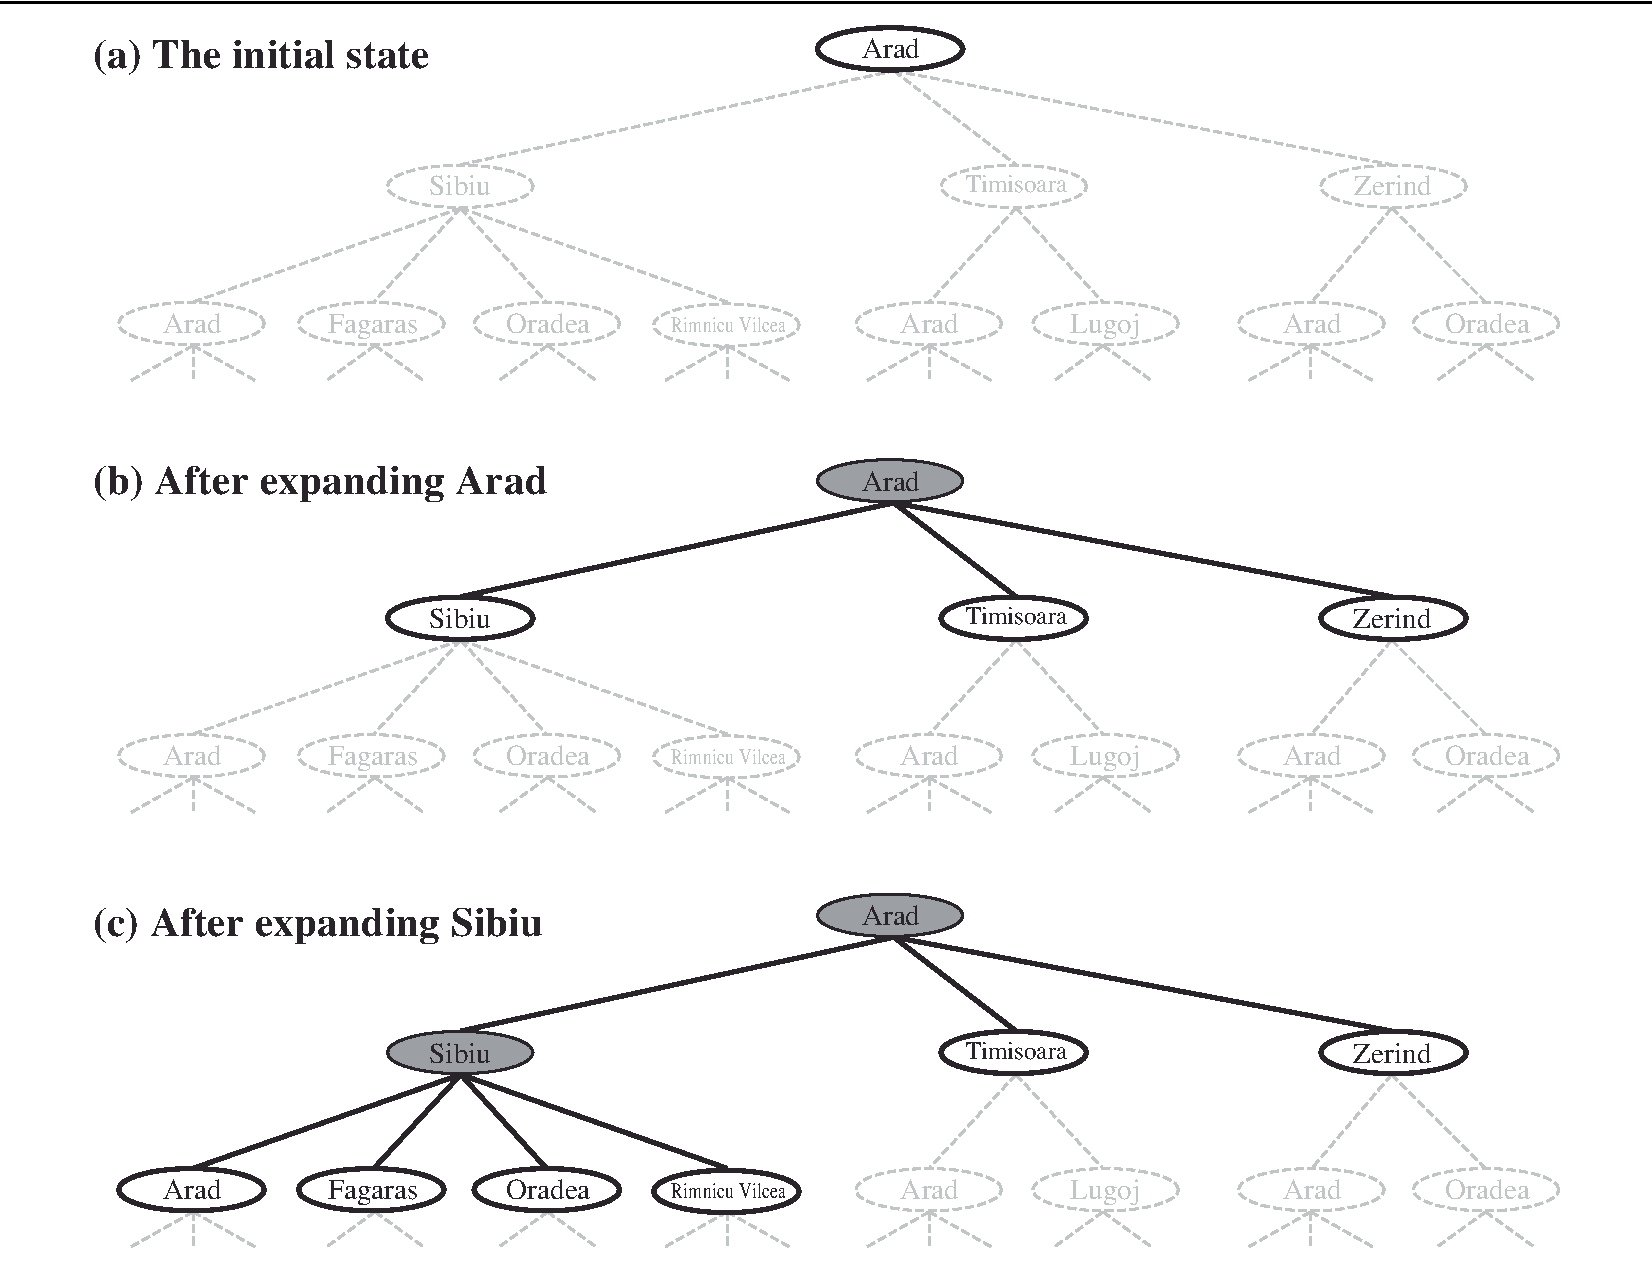 (a) The initial state
Arad
Sibiu Timisoara Zerind
Arad Fagaras Oradea Rimnicu Vilcea Arad Lugoj Arad Oradea
(b) After expanding Arad
Arad
Sibiu Timisoara Zerind
Arad Fagaras Oradea Rimnicu Vilcea Arad Lugoj Arad Oradea
(c) After expanding Sibiu
Arad
Sibiu Timisoara Zerind
Arad Fagaras Oradea Rimnicu Vilcea Arad Lugoj Arad Oradea